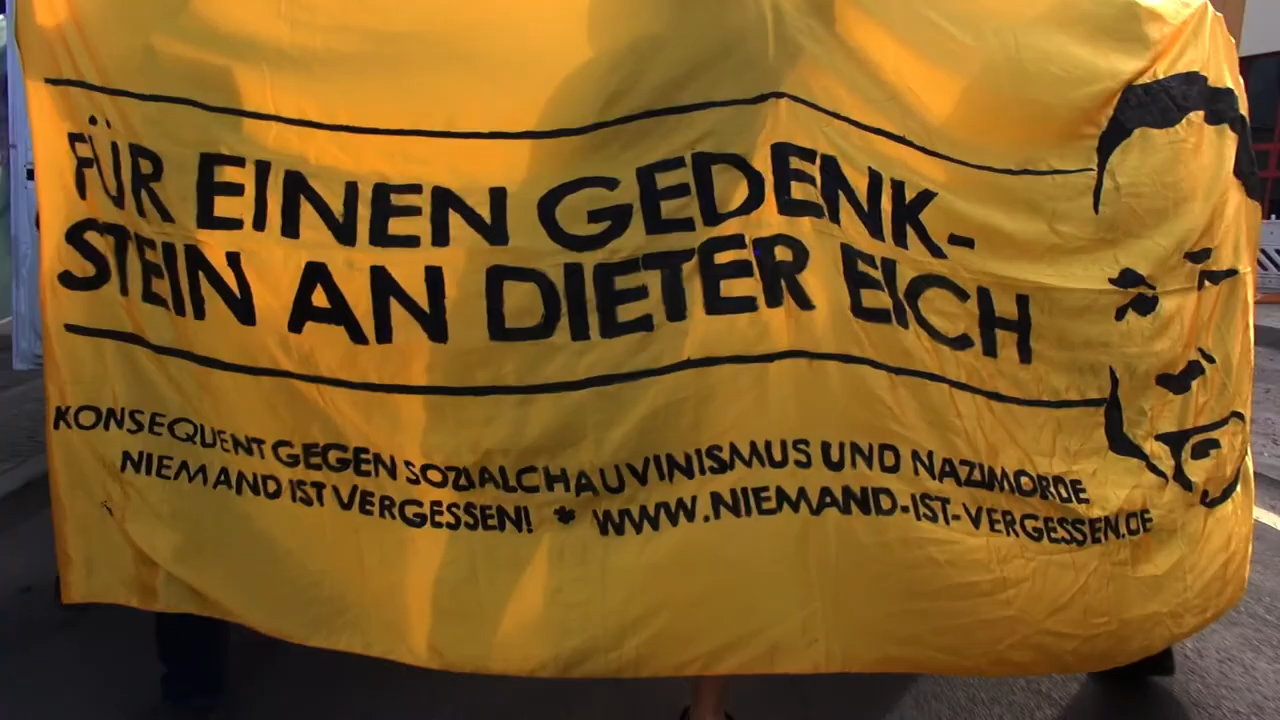 FÜR EINEN GEDENK-
STEIN AN DIETER EICH
KONSEQUENT GEGEN SOZIALCHAUVINISMUS UND NAZIMORDE
NIEMAND IST VERGESSEN! * WWW.NIEMAND-IST-VERGESSEN.DE